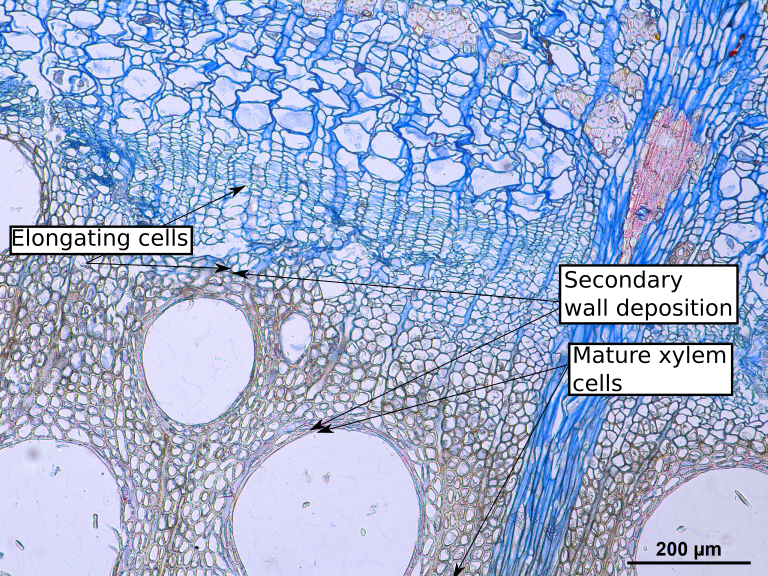 Elongating cells
Secondary
wall deposition
Mature xylem
cells
200 µm